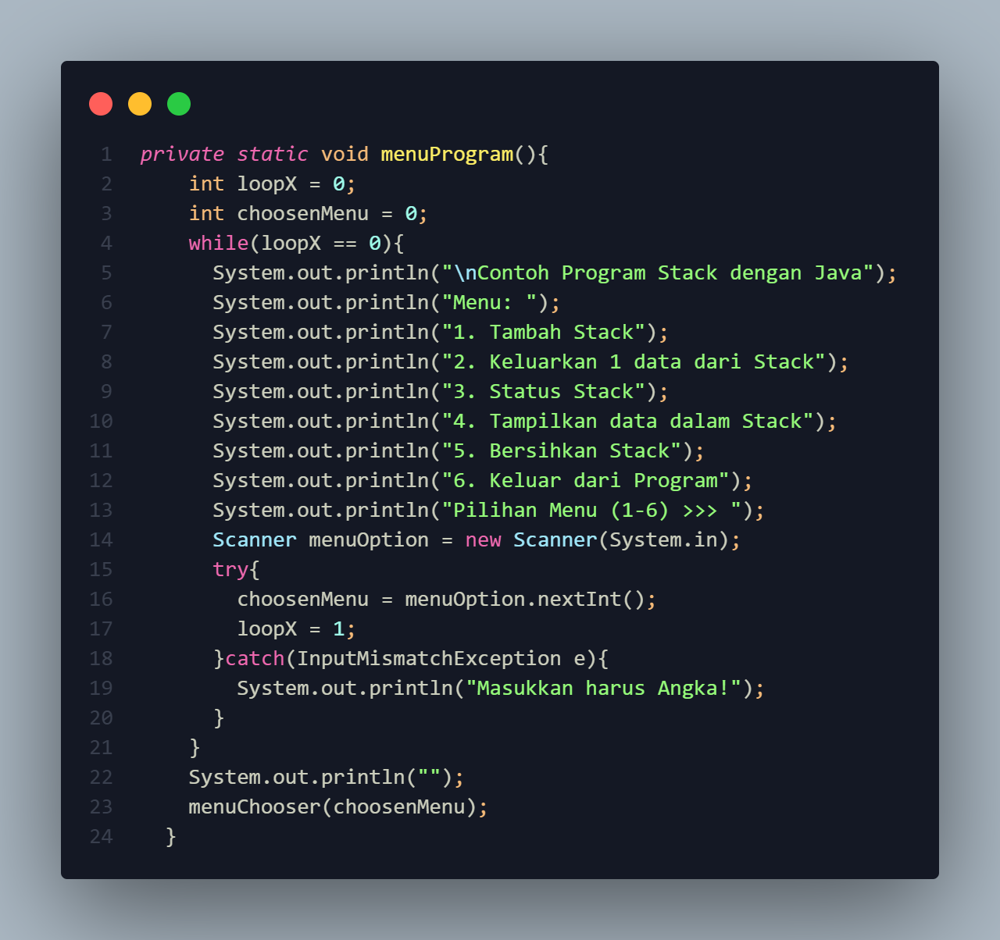 1 private static void menuProgram(){
2 int loopX = 0;
3 int choosenMenu = 0;
4 while(loopX == 0){
5 System.out.println("\nContoh Program Stack dengan Java");
6 System.out.println("Menu: ");
7 System.out.println("1. Tambah Stack");
8 System.out.println("2. Keluarkan 1 data dari Stack");
9 System.out.println("3. Status Stack");
10 System.out.println("4. Tampilkan data dalam Stack");
11 System.out.println("5. Bersihkan Stack");
12 System.out.println("6. Keluar dari Program");
13 System.out.println("Pilihan Menu (1-6) >>> ");
14 Scanner menuOption = new Scanner(System.in);
15 try{
16 choosenMenu = menuOption.nextInt();
17 loopX = 1;
18 }catch(InputMismatchException e){
19 System.out.println("Masukkan harus Angka!");
20 }
21 }
22 System.out.println("");
23 menuChooser(choosenMenu);
24 }